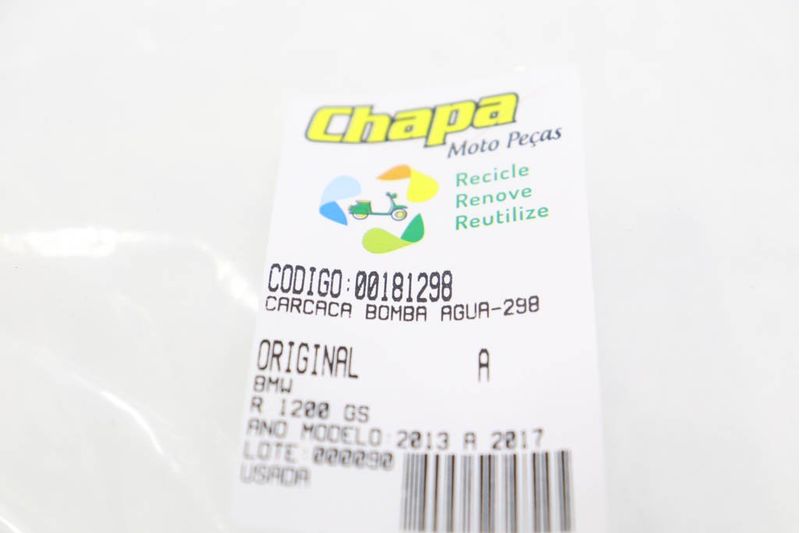 Chapa
Moto Peças
Recicle
Renove
Reutilize
CODIGO:00181298
CARCACA BOMBA AGUA-298
ORIGINAL A
BMW
R 1200 GS
ANO MODELO:2013 A 2017
LOTE:000090
USADA